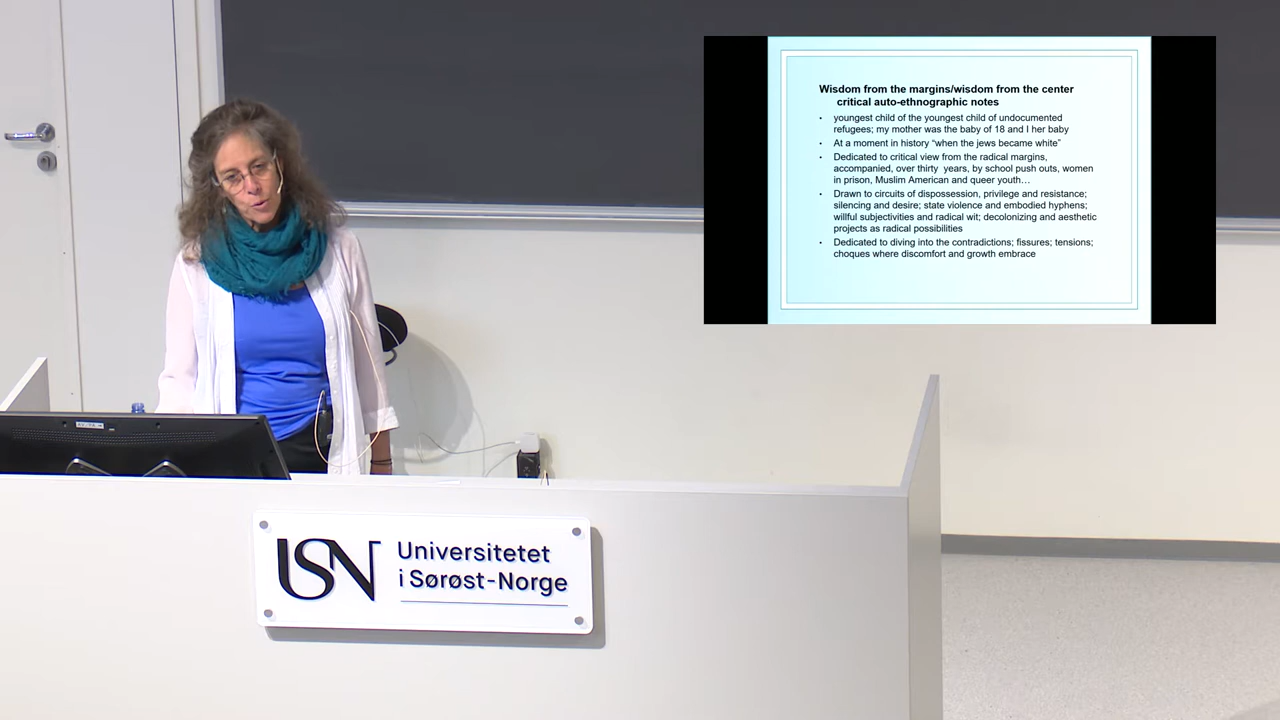 Wisdom from the margins/wisdom from the center
critical auto-ethnographic notes
• youngest child of the youngest child of undocumented
refugees; my mother was the baby of 18 and I her baby
• At a moment in history “when the jews became white”
• Dedicated to critical view from the radical margins,
accompanied, over thirty years, by school push outs, women
in prison, Muslim American and queer youth…
• Drawn to circuits of dispossession, privilege and resistance;
silencing and desire; state violence and embodied hyphens;
willful subjectivities and radical wit; decolonizing and aesthetic
projects as radical possibilities
• Dedicated to diving into the contradictions; fissures; tensions;
choques where discomfort and growth embrace
USN
Universitetet
i Sørøst-Norge